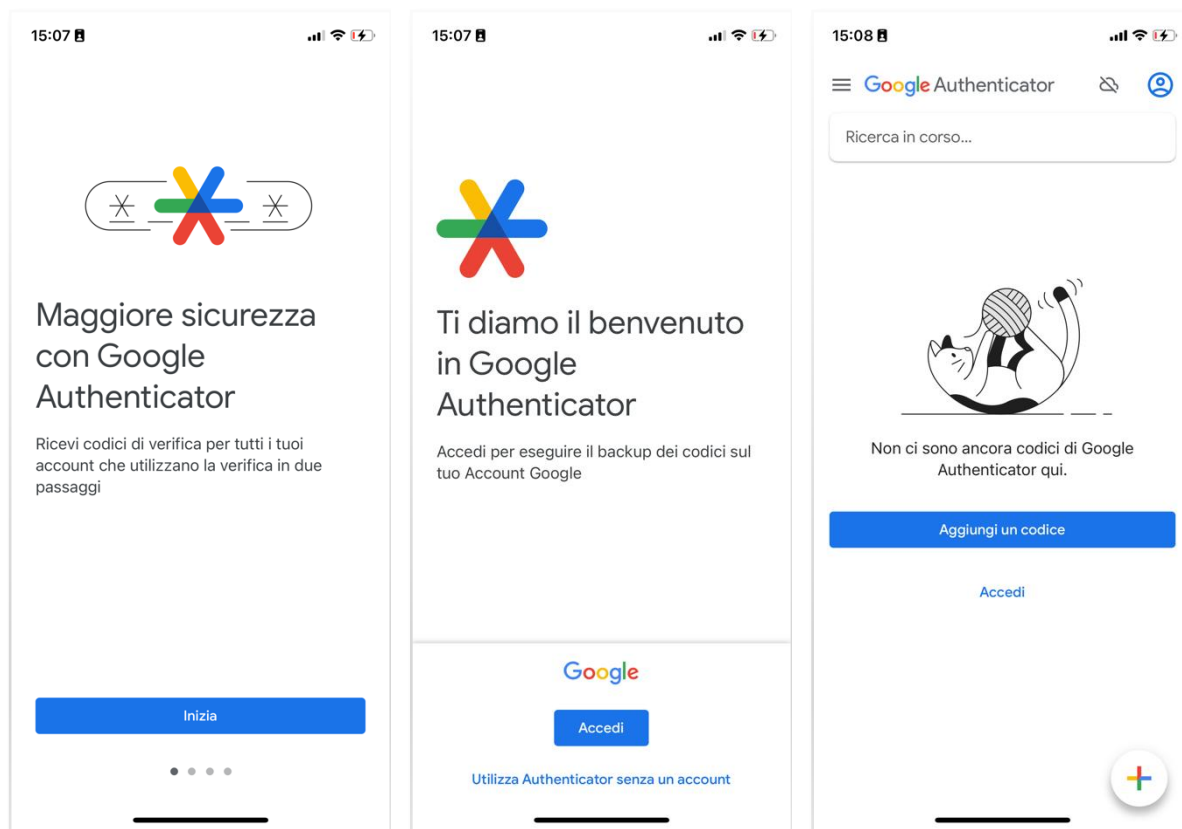 15:07
Maggiore sicurezza
con Google
Authenticator
Ricevi codici di verifica per tutti i tuoi
account che utilizzano la verifica in due
passaggi
Inizia
15:07
Ti diamo il benvenuto
in Google
Authenticator
Accedi per eseguire il backup dei codici sul
tuo Account Google
Google
Accedi
Utilizza Authenticator senza un account
15:08
Google Authenticator
Ricerca in corso...
Non ci sono ancora codici di Google
Authenticator qui.
Aggiungi un codice
Accedi